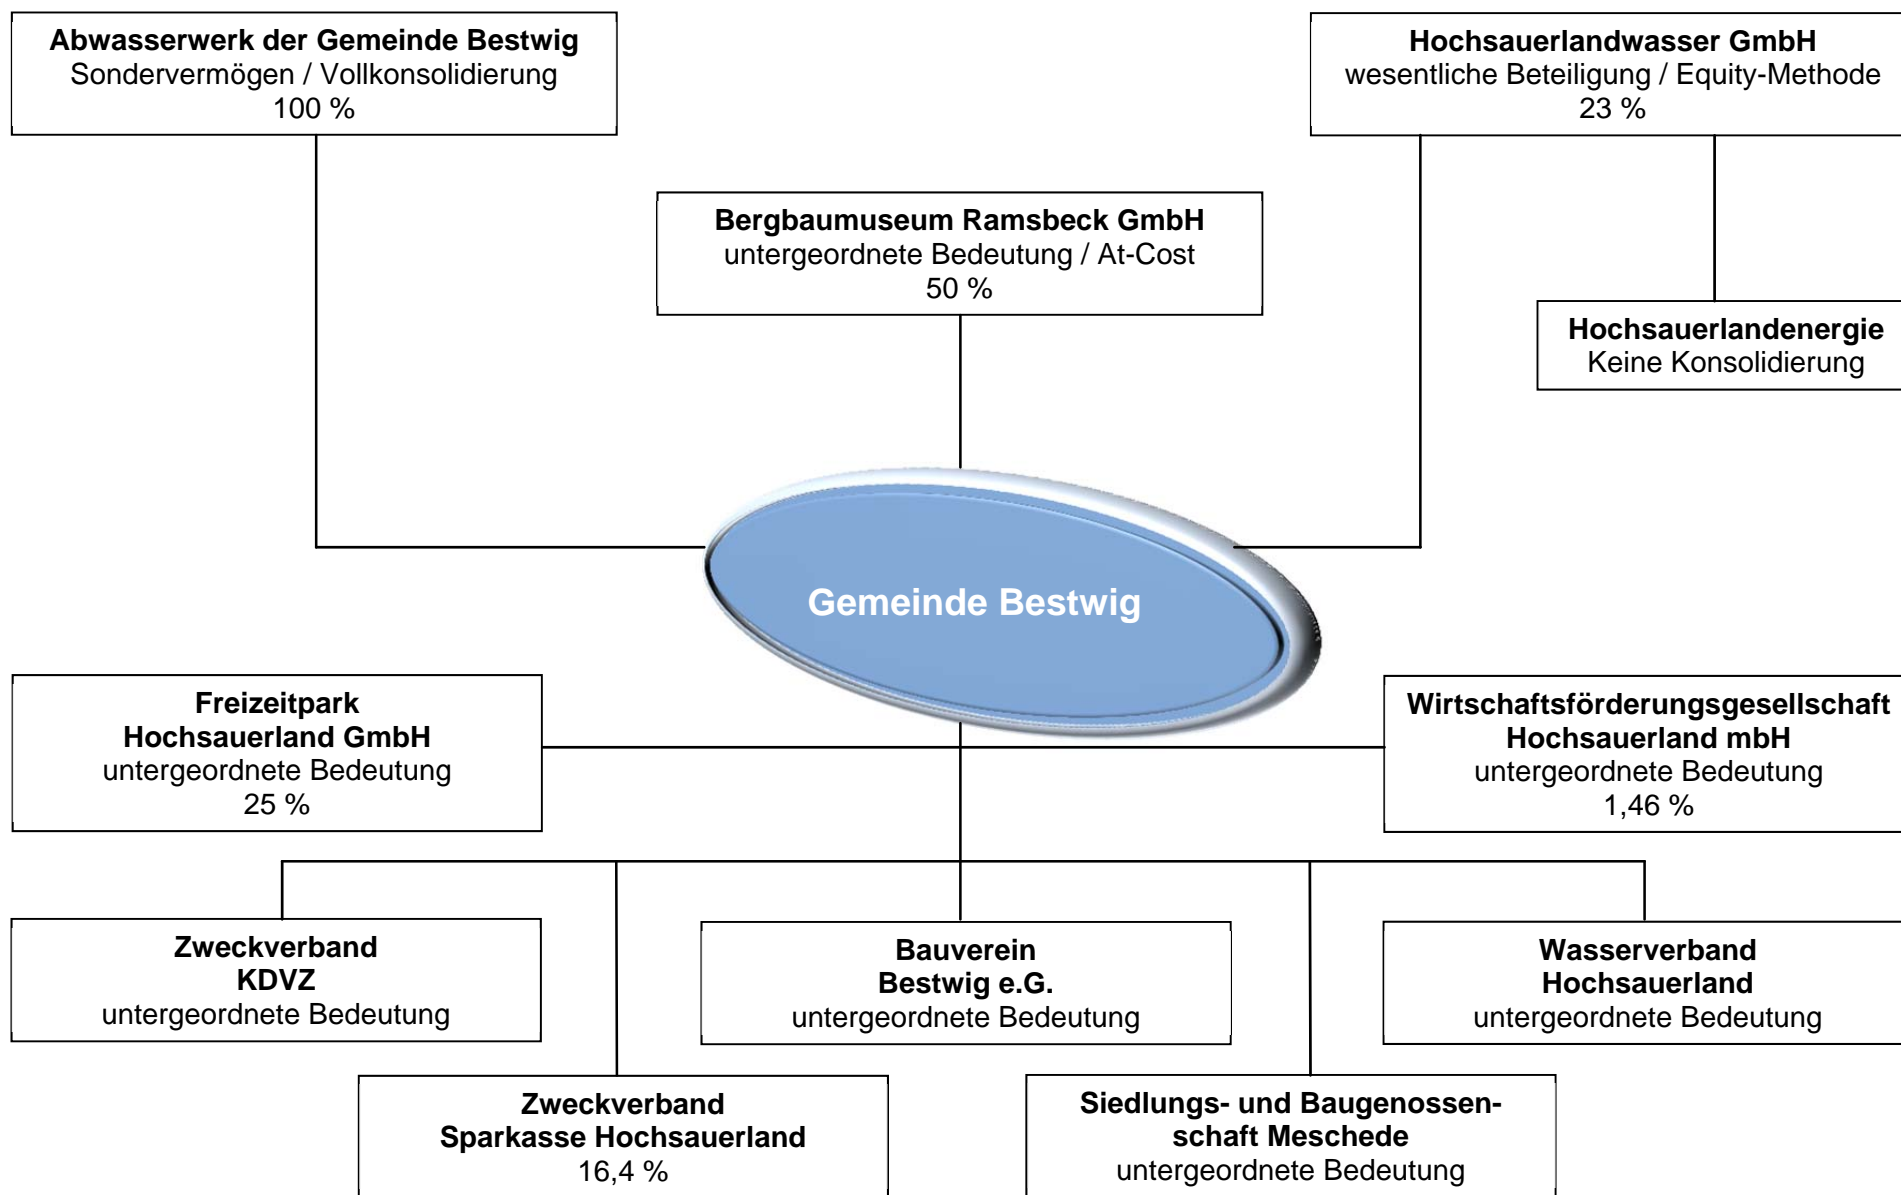 Abwasserwerk der Gemeinde Bestwig
Sondervermögen / Vollkonsolidierung
100 %
Hochsauerlandwasser GmbH
wesentliche Beteiligung / Equity-Methode
23 %
Bergbaumuseum Ramsbeck GmbH
untergeordnete Bedeutung / At-Cost
50 %
Hochsauerlandenergie
Keine Konsolidierung
Gemeinde Bestwig
Freizeitpark
Hochsauerland GmbH
untergeordnete Bedeutung
25 %
Wirtschaftsförderungsgesellschaft
Hochsauerland mbH
untergeordnete Bedeutung
1,46 %
Zweckverband
KDVZ
untergeordnete Bedeutung
Bauverein
Bestwig e.G.
untergeordnete Bedeutung
Wasserverband
Hochsauerland
untergeordnete Bedeutung
Zweckverband
Sparkasse Hochsauerland
16,4 %
Siedlungs- und Baugenossen-
schaft Meschede
untergeordnete Bedeutung